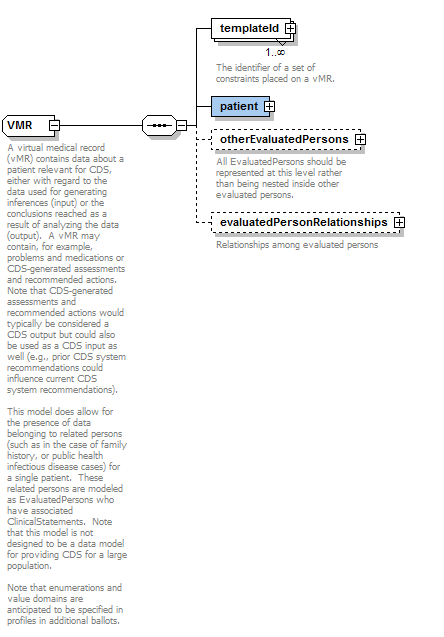 templateId
1..∞
The identifier of a set of
constraints placed on a vMR.
patient
VMR
otherEvaluatedPersons
All EvaluatedPersons should be
represented at this level rather
than being nested inside other
evaluated persons.
evaluatedPersonRelationships
Relationships among evaluated persons
A virtual medical record
(vMR) contains data about a
patient relevant for CDS,
either with regard to the
data used for generating
inferences (input) or the
conclusions reached as a
result of analyzing the data
(output).  A vMR may
contain, for example,
problems and medications or
CDS-generated assessments
and recommended actions.
Note that CDS-generated
assessments and
recommended actions would
typically be considered a
CDS output but could also
be used as a CDS input as
well (e.g., prior CDS system
recommendations could
influence current CDS
system recommendations).
This model does allow for
the presence of data
belonging to related persons
(such as in the case of family
history, or public health
infectious disease cases) for
a single patient.  These
related persons are modeled
as EvaluatedPersons who
have associated
ClinicalStatements.  Note
that this model is not
designed to be a data model
for providing CDS for a large
population.
Note that enumerations and
value domains are
anticipated to be specified in
profiles in additional ballots.